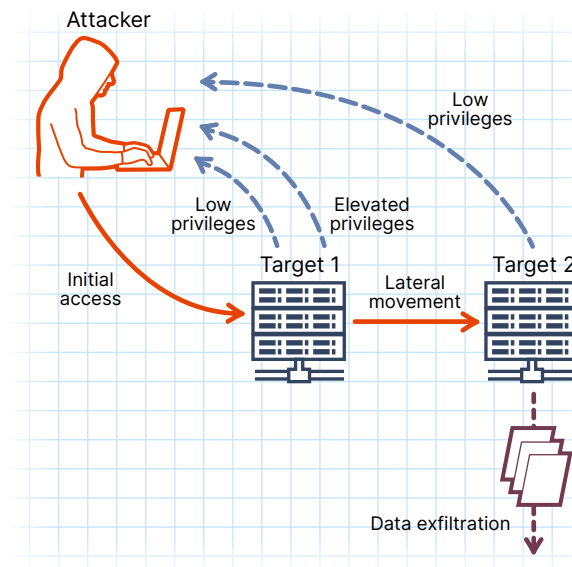 Attacker
Low
privileges
Low
privileges
Elevated
privileges
Target 1
Target 2
Initial
access
Lateral
movement
Data exfiltration